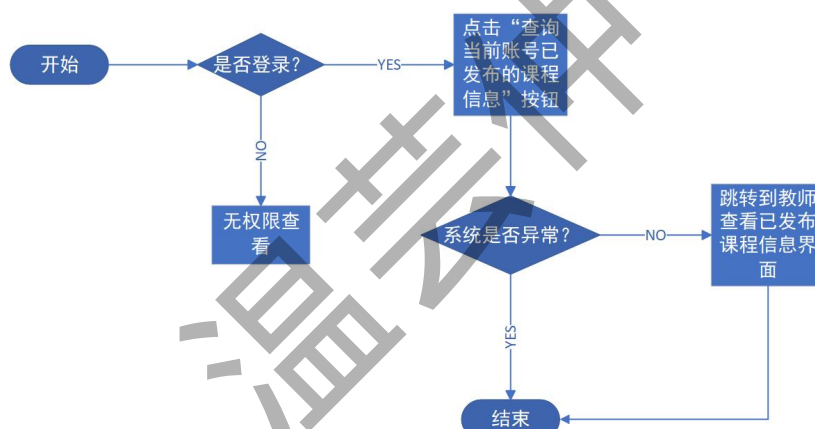 开始
是否登录？
YES
点击“查询
当前账号已
发布的课程
信息”按钮
NO
无权限查
看
系统是否异常？
NO
跳转到教师
查看已发布
课程信息界
面
YES
结束